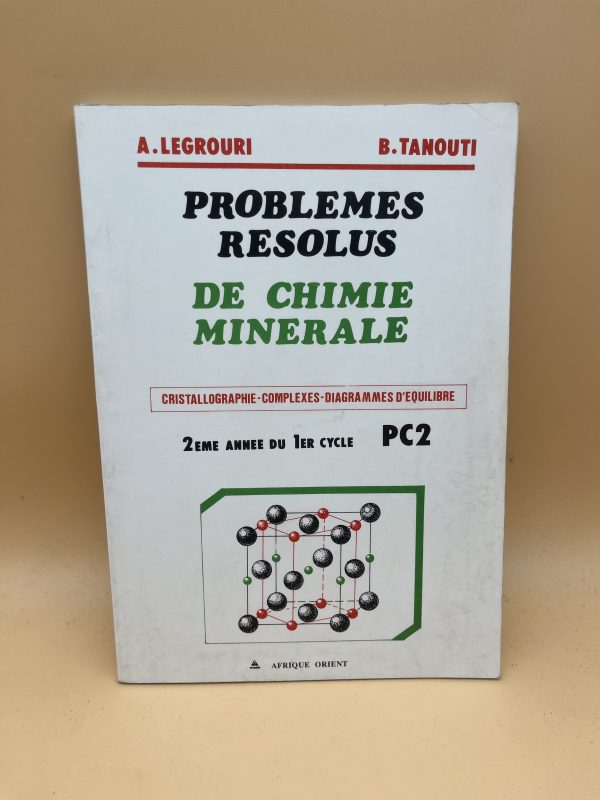 A. LEGROURI B. TANOUTI
PROBLEMES
RESOLUS
DE CHIMIE
MINERALE
CRISTALLOGRAPHIE-COMPLEXES-DIAGRAMMES D'EQUILIBRE
2EME ANNEE DU 1ER CYCLE PC2
AFRIQUE ORIENT